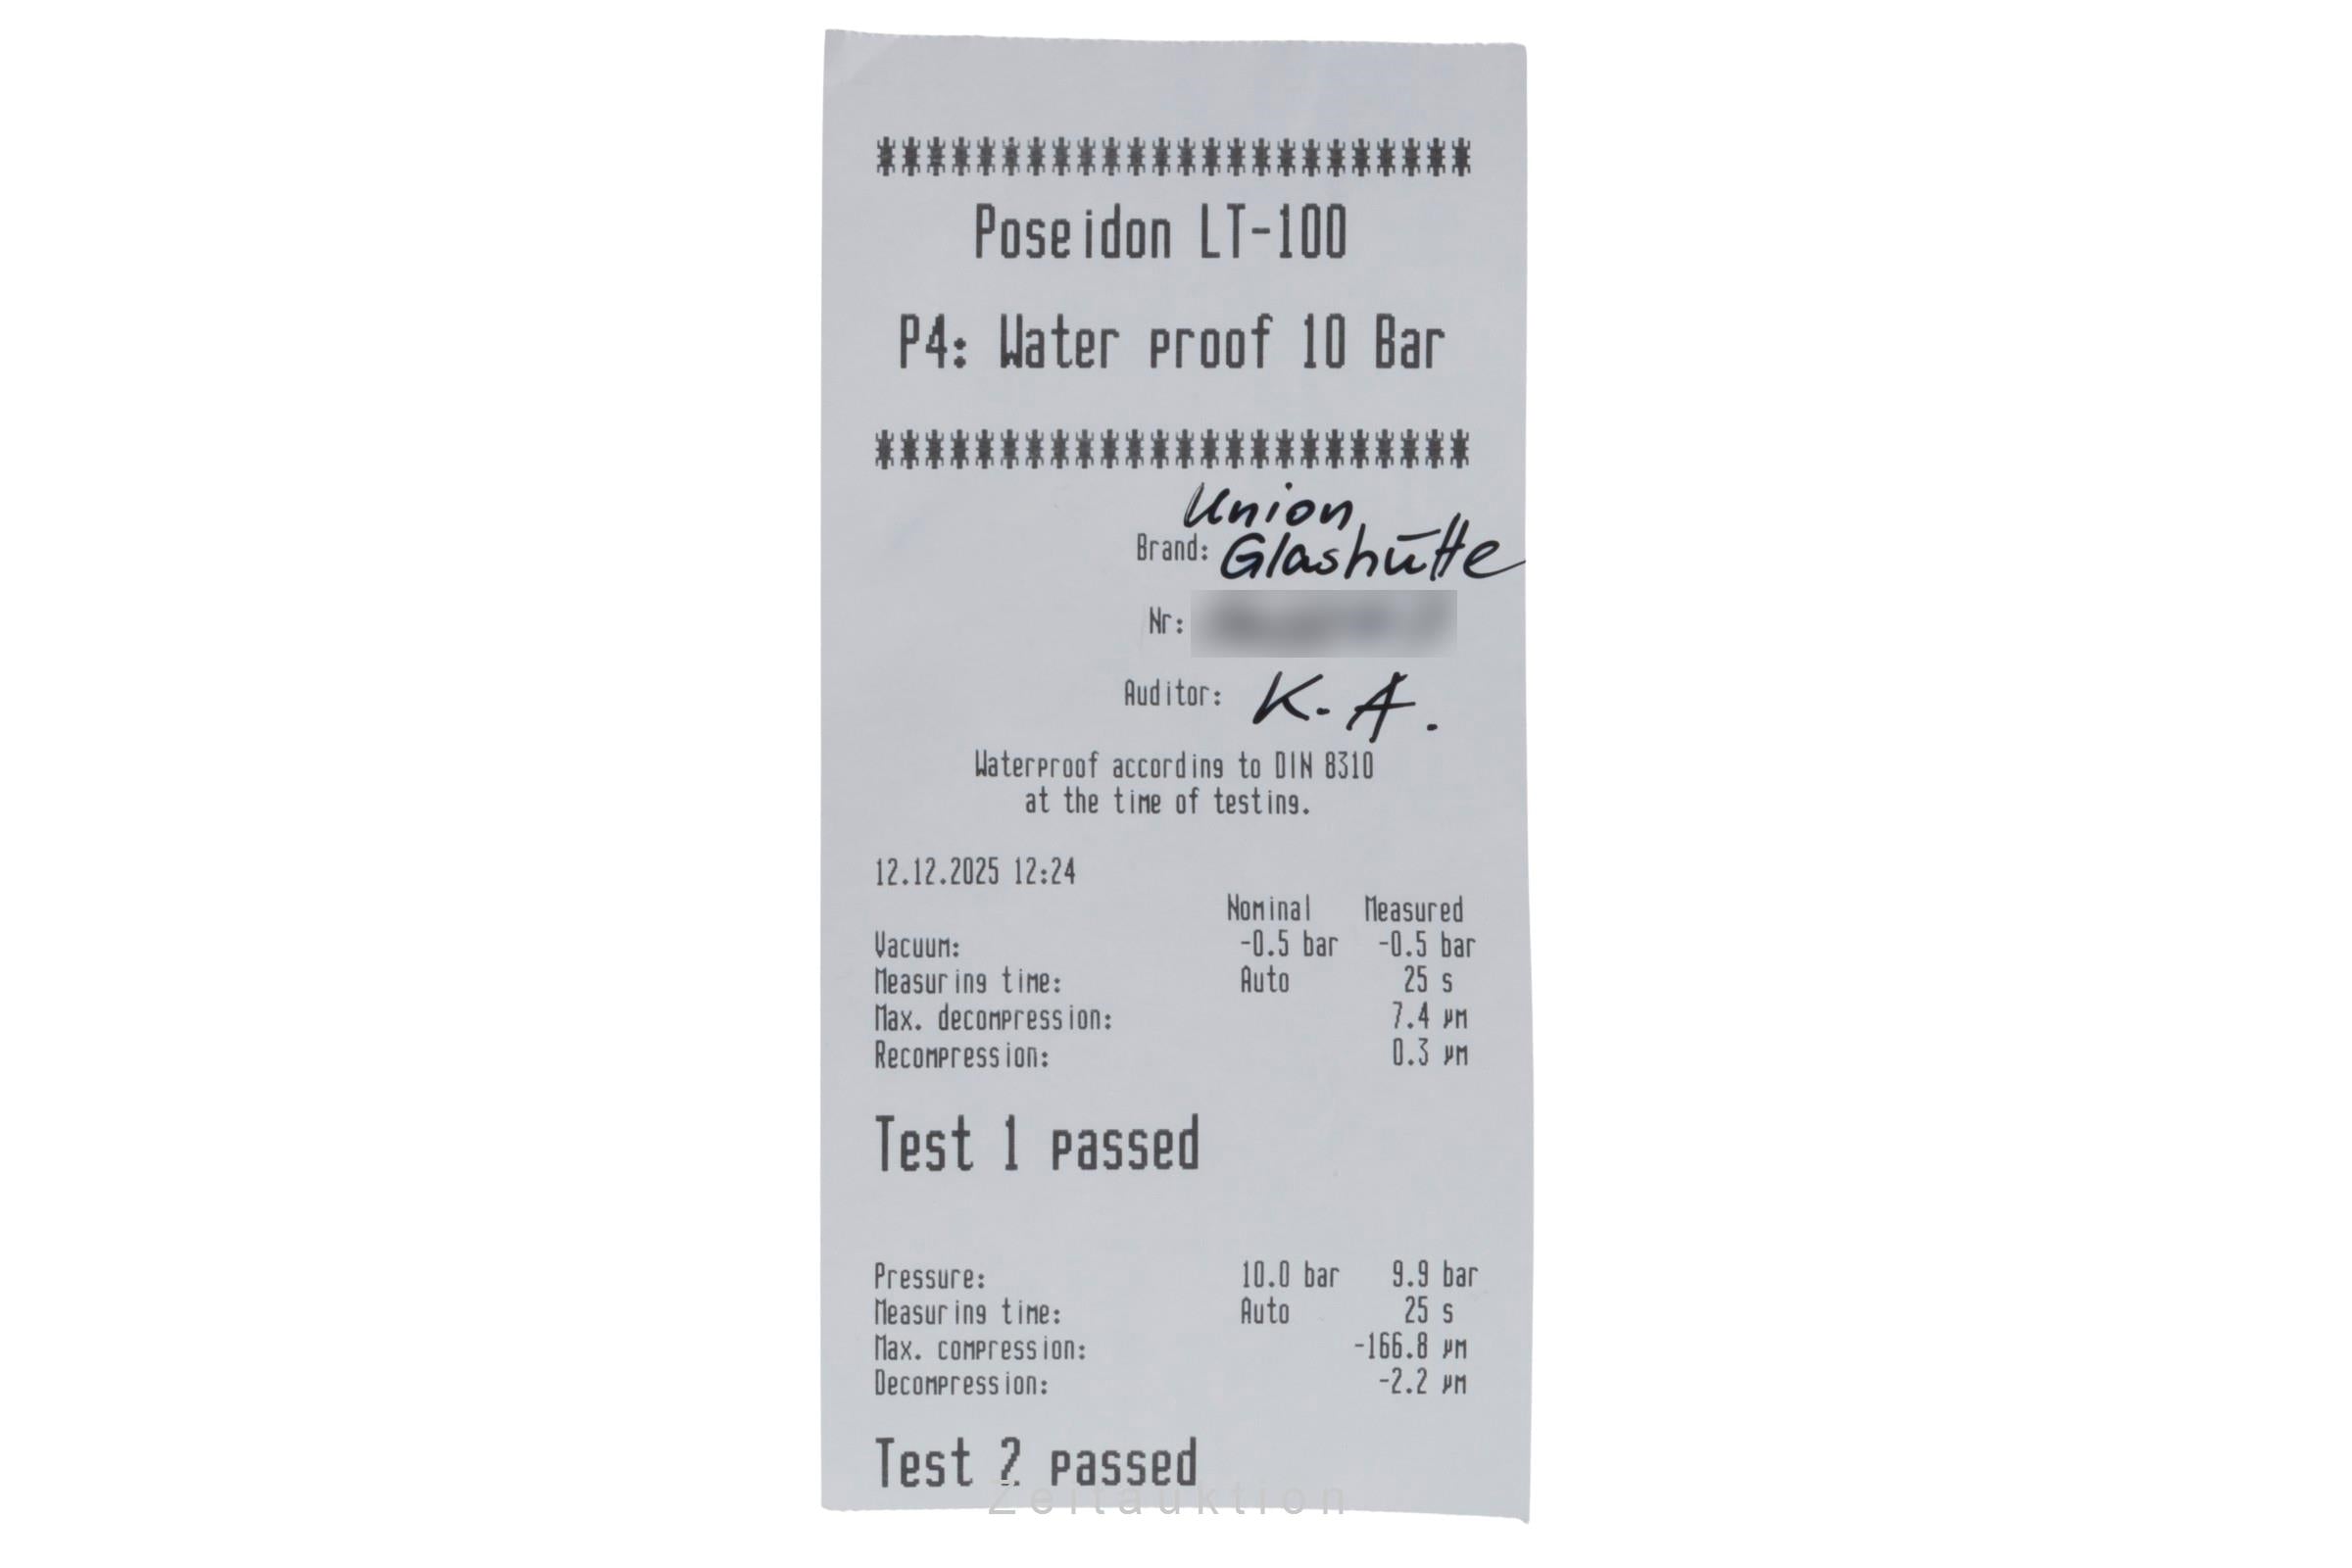 ************************
Poseidon LT-100
P4: Water proof 10 Bar
************************
Union
Brand: Glashütte
Nr:
Auditor: K. A.
Waterproof according to DIN 8310
at the time of testing.
12.12.2025 12:24
Nominal Measured
Vacuum: -0.5 bar -0.5 bar
Measuring time: Auto 25 s
Max. decompression: 7.4 µm
Recompression: 0.3 µm
Test 1 passed
Pressure: 10.0 bar 9.9 bar
Measuring time: Auto 25 s
Max. compression: -166.8 µm
Decompression: -2.2 µm
Test 2 passed
Zeitauktion